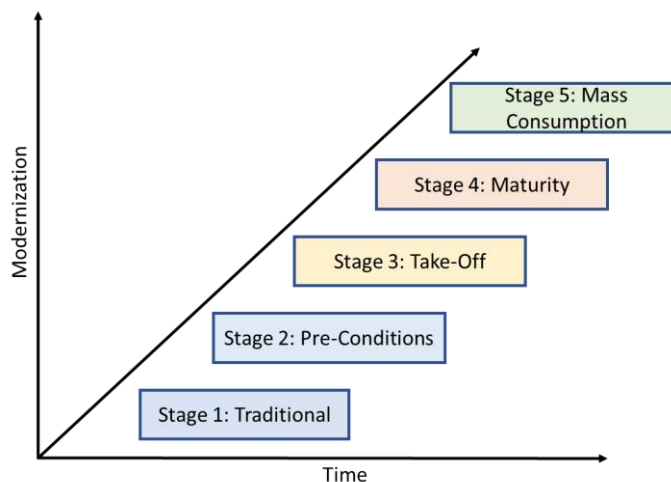 Stage 5: Mass
Consumption
Stage 4: Maturity
Stage 3: Take-Off
Stage 2: Pre-Conditions
Stage 1: Traditional
Modernization
Time